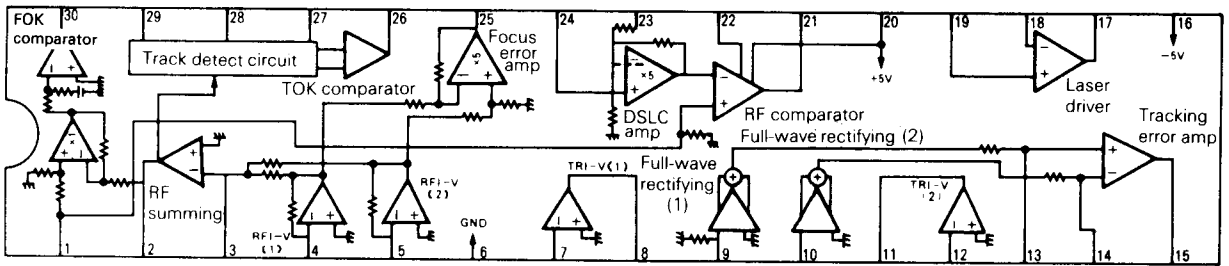 30 29 28 27 26 25 24 23 22 21 20 19 18 17 16
FOK
comparator
Track detect circuit
TOK comparator
×5
Focus
error
amp
×5
DSLC
amp
RF comparator
+5V
Laser
driver
-5V
Tracking
error amp
RF
summing
RFI-V
(1)
RFI-V
(2)
GND
TRI-V(1)
Full-wave
rectifying
(1)
Full-wave rectifying (2)
TRI-V
(2)
1 2 3 4 5 6 7 8 9 10 11 12 13 14 15